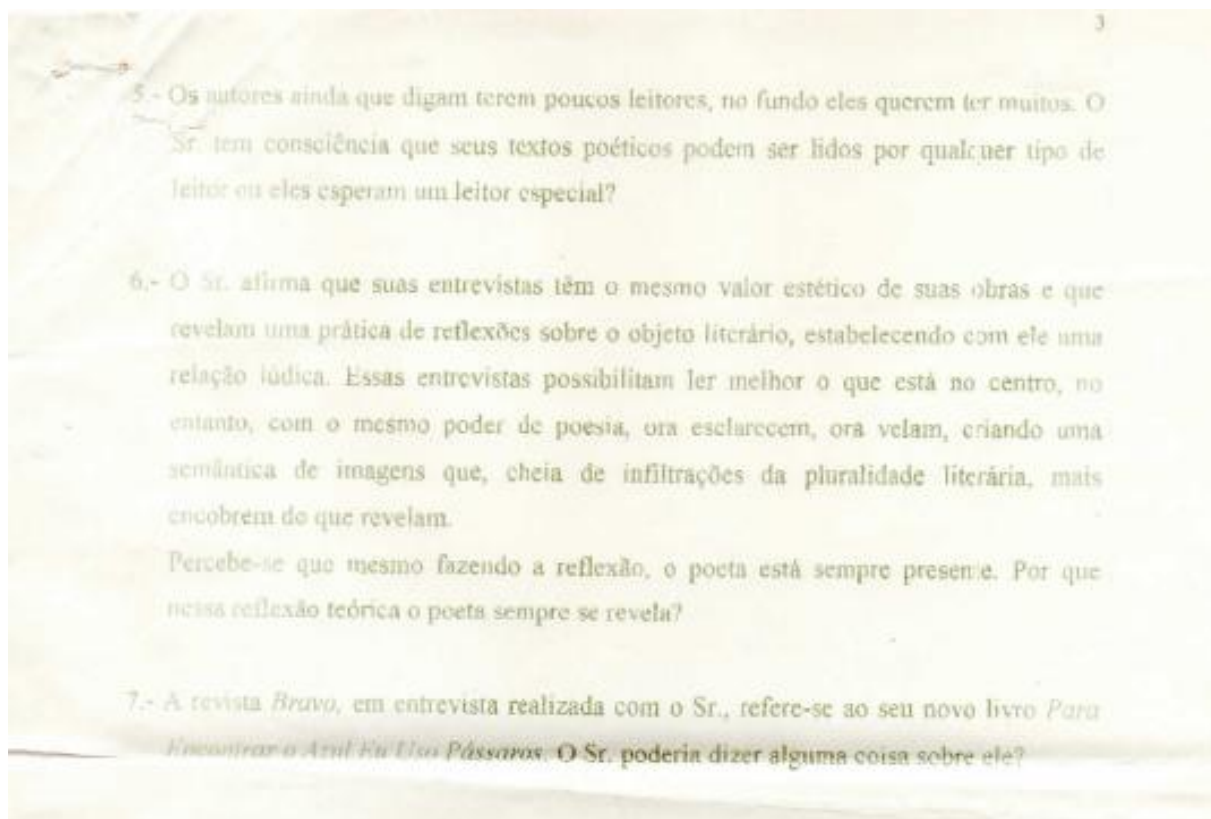 3
5.- Os autores ainda que digam terem poucos leitores, no fundo eles querem ter muitos. O
Sr. tem consciência que seus textos poéticos podem ser lidos por qualquer tipo de
leitor ou eles esperam um leitor especial?
6.- O Sr. afirma que suas entrevistas têm o mesmo valor estético de suas obras e que
revelam uma prática de reflexões sobre o objeto literário, estabelecendo com ele uma
relação lúdica. Essas entrevistas possibilitam ler melhor o que está no centro, no
entanto, com o mesmo poder de poesia, ora esclarecem, ora velam, criando uma
semântica de imagens que, cheia de infiltrações da pluralidade literária, mais
encobrem do que revelam.
Percebe-se que mesmo fazendo a reflexão, o poeta está sempre presente. Por que
nessa reflexão teórica o poeta sempre se revela?
7.- A revista Bravo, em entrevista realizada com o Sr., refere-se ao seu novo livro Para
Encontrar o Azul Eu Uso Pássaros. O Sr. poderia dizer alguma coisa sobre ele?